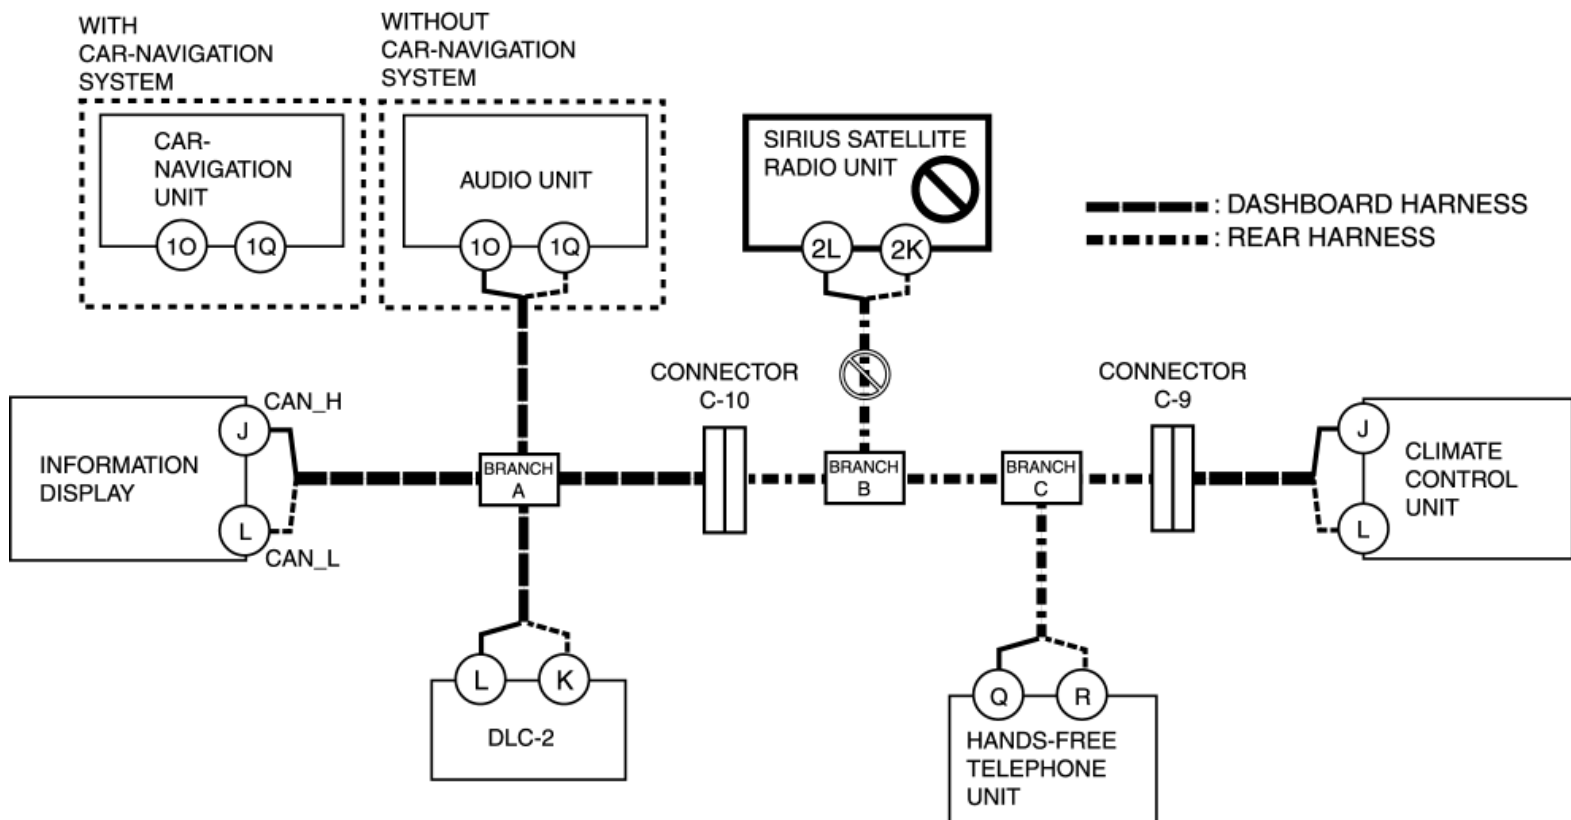 WITH
CAR-NAVIGATION
SYSTEM
WITHOUT
CAR-NAVIGATION
SYSTEM
CAR-
NAVIGATION
UNIT
1O
1Q
AUDIO UNIT
1O
1Q
SIRIUS SATELLITE
RADIO UNIT
2L
2K
: DASHBOARD HARNESS
: REAR HARNESS
INFORMATION
DISPLAY
J
CAN_H
L
CAN_L
BRANCH
A
CONNECTOR
C-10
BRANCH
B
BRANCH
C
CONNECTOR
C-9
J
L
CLIMATE
CONTROL
UNIT
L
K
DLC-2
Q
R
HANDS-FREE
TELEPHONE
UNIT